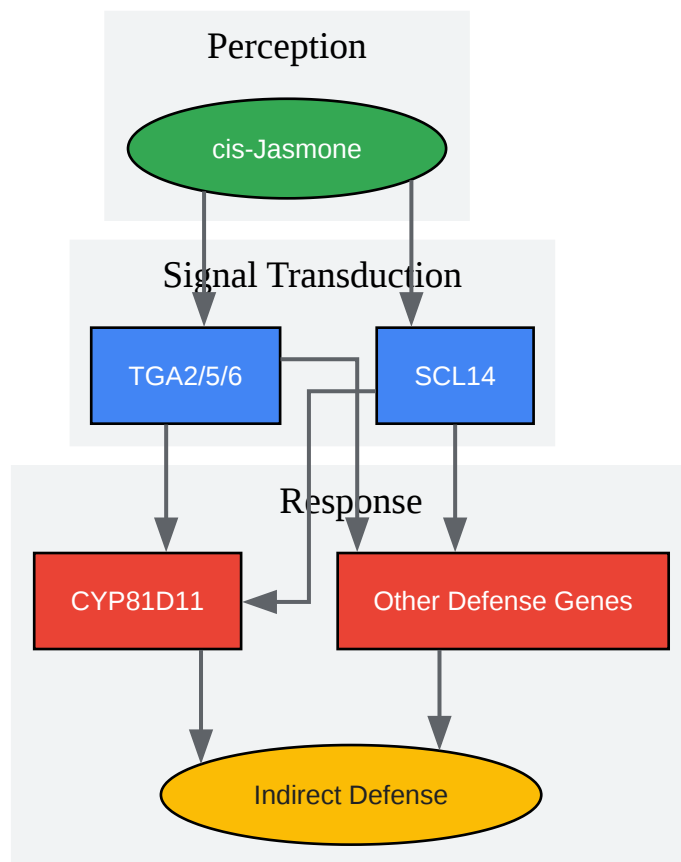 Perception
cis-Jasmone
Signal Transduction
TGA2/5/6
SCL14
Response
CYP81D11
Other Defense Genes
Indirect Defense